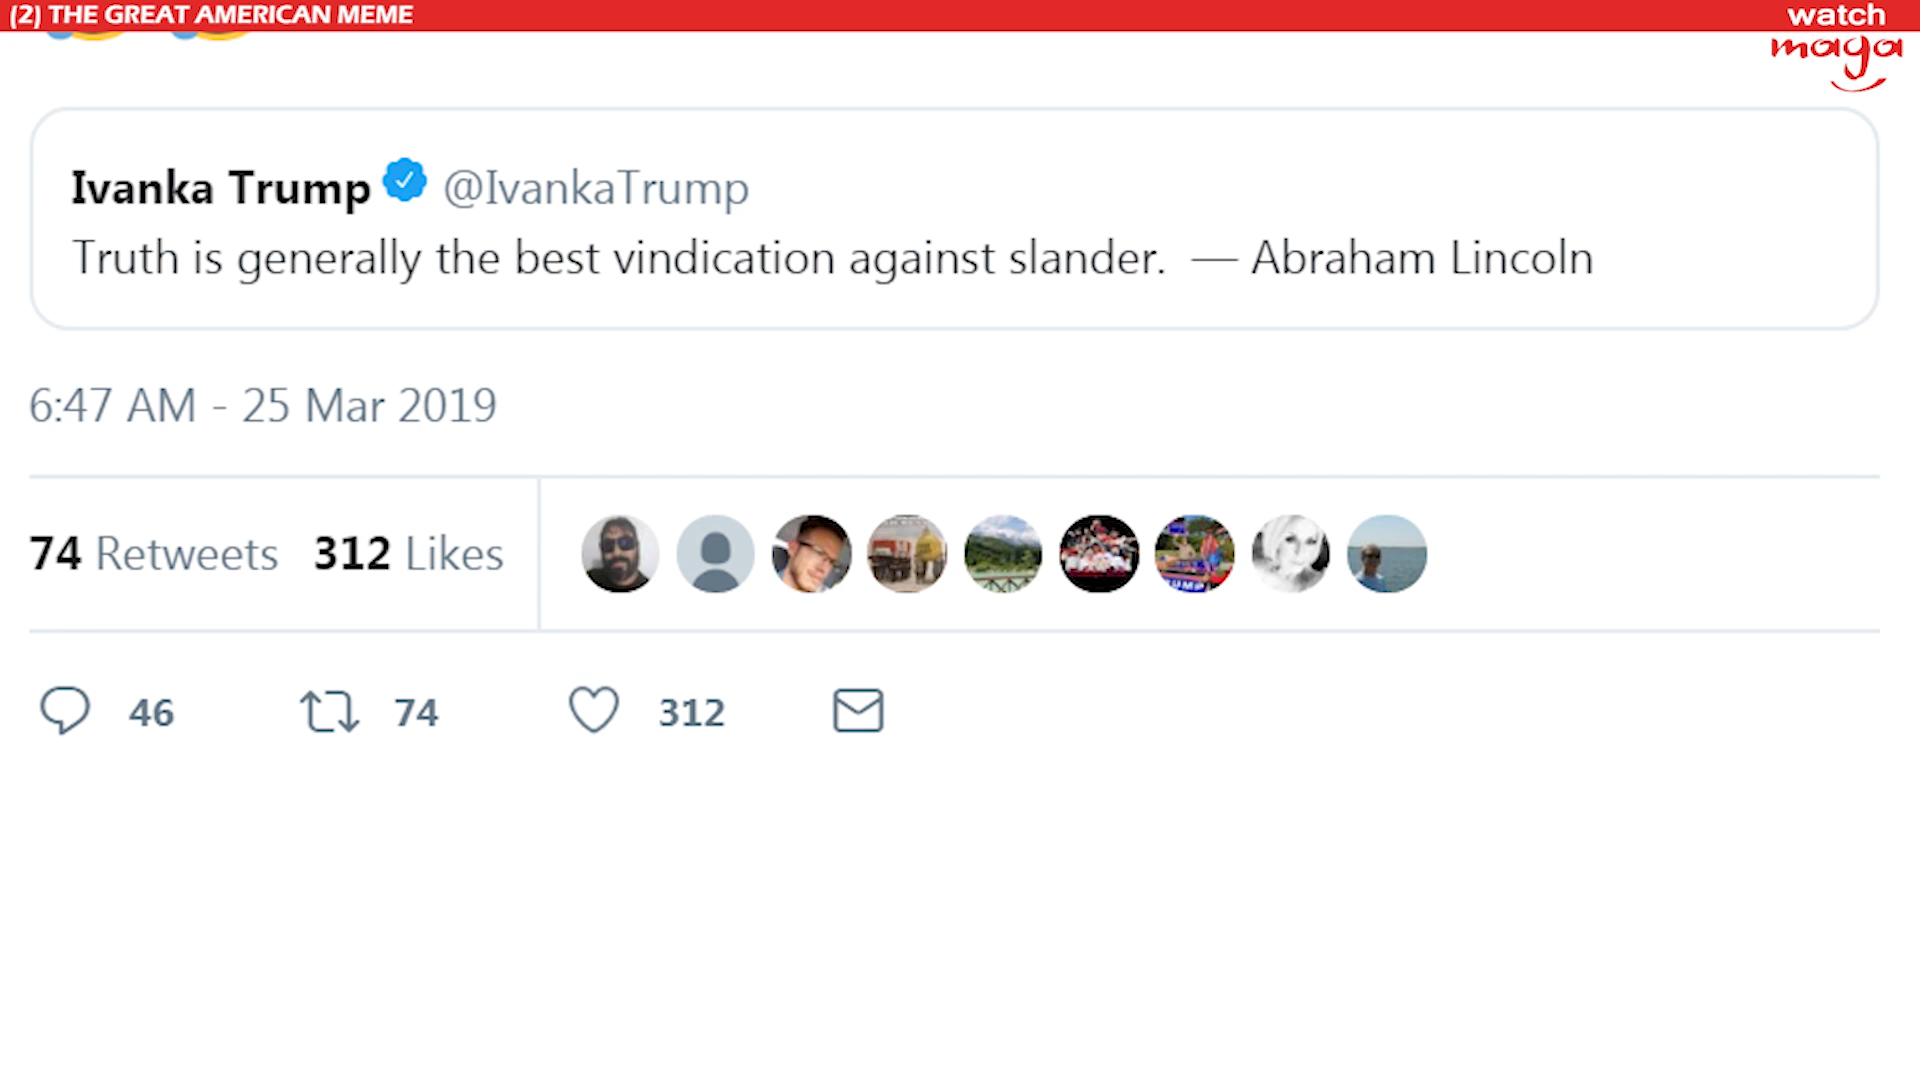 (2) THE GREAT AMERICAN MEME
watch
maga
Ivanka Trump @IvankaTrump
Truth is generally the best vindication against slander. — Abraham Lincoln
6:47 AM - 25 Mar 2019
74 Retweets 312 Likes
46 74 312